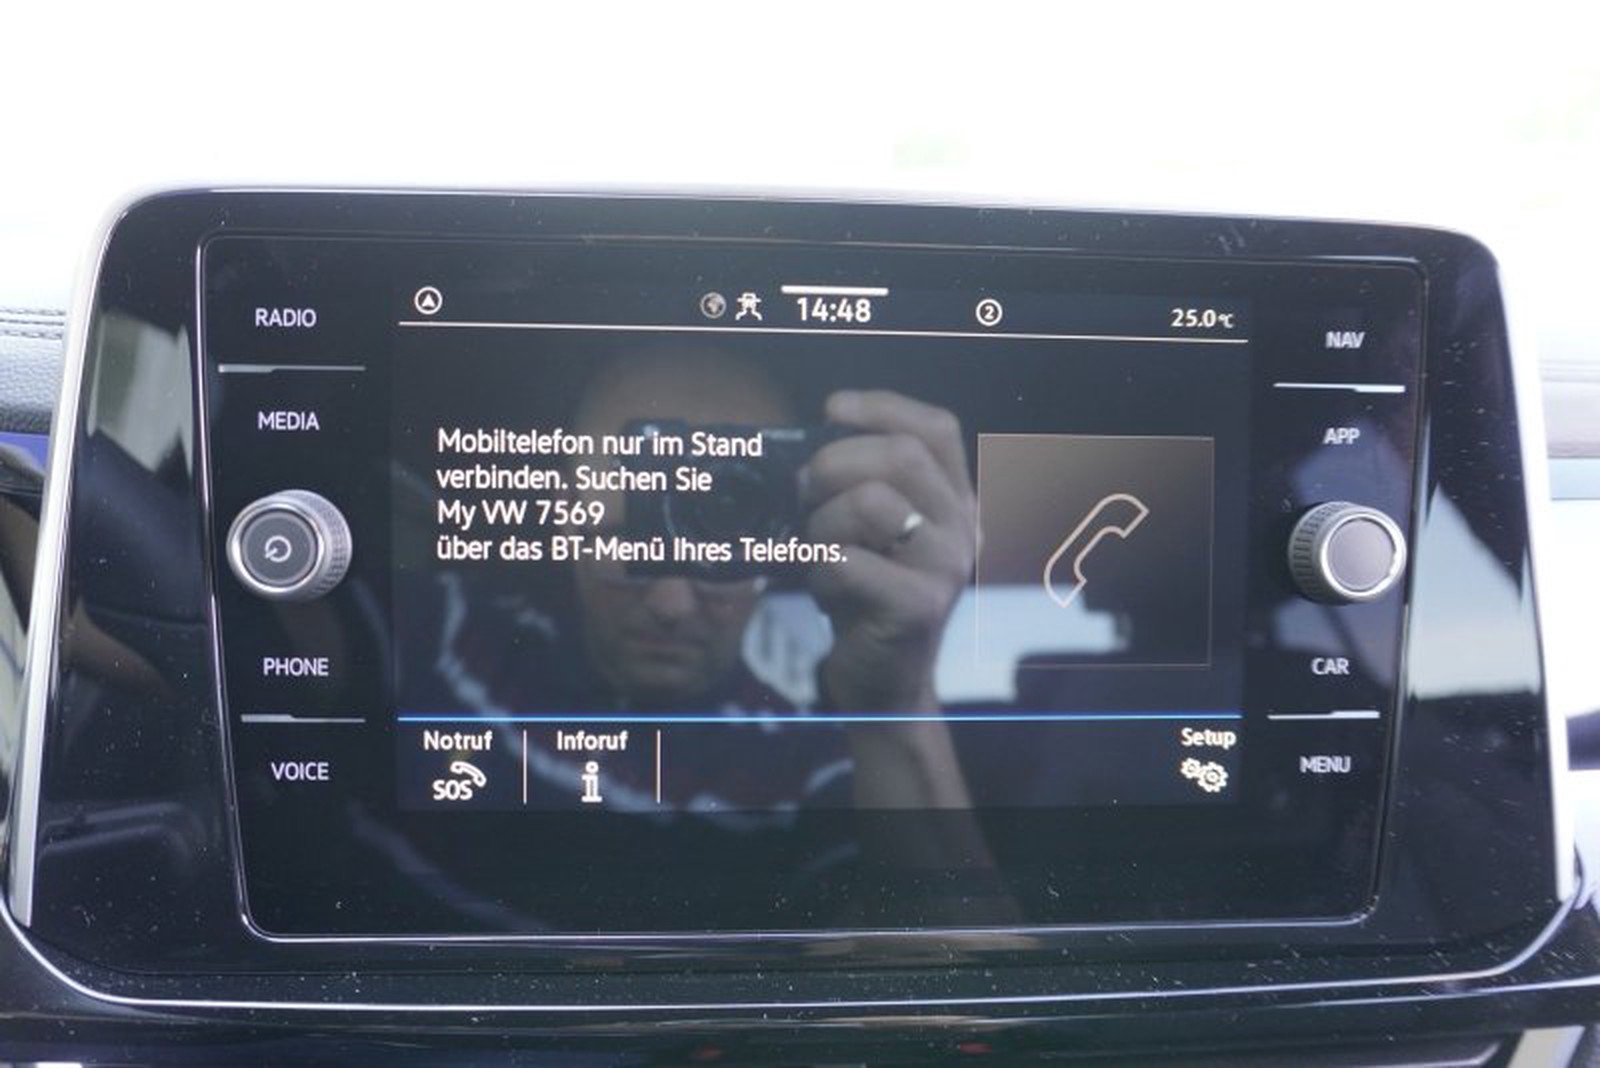 RADIO
MEDIA
PHONE
VOICE
14:48
2
25.0°C
Mobiltelefon nur im Stand
verbinden. Suchen Sie
My VW 7569
über das BT-Menü Ihres Telefons.
Notruf
SOS
Inforuf
i
Setup
NAV
APP
CAR
MENU